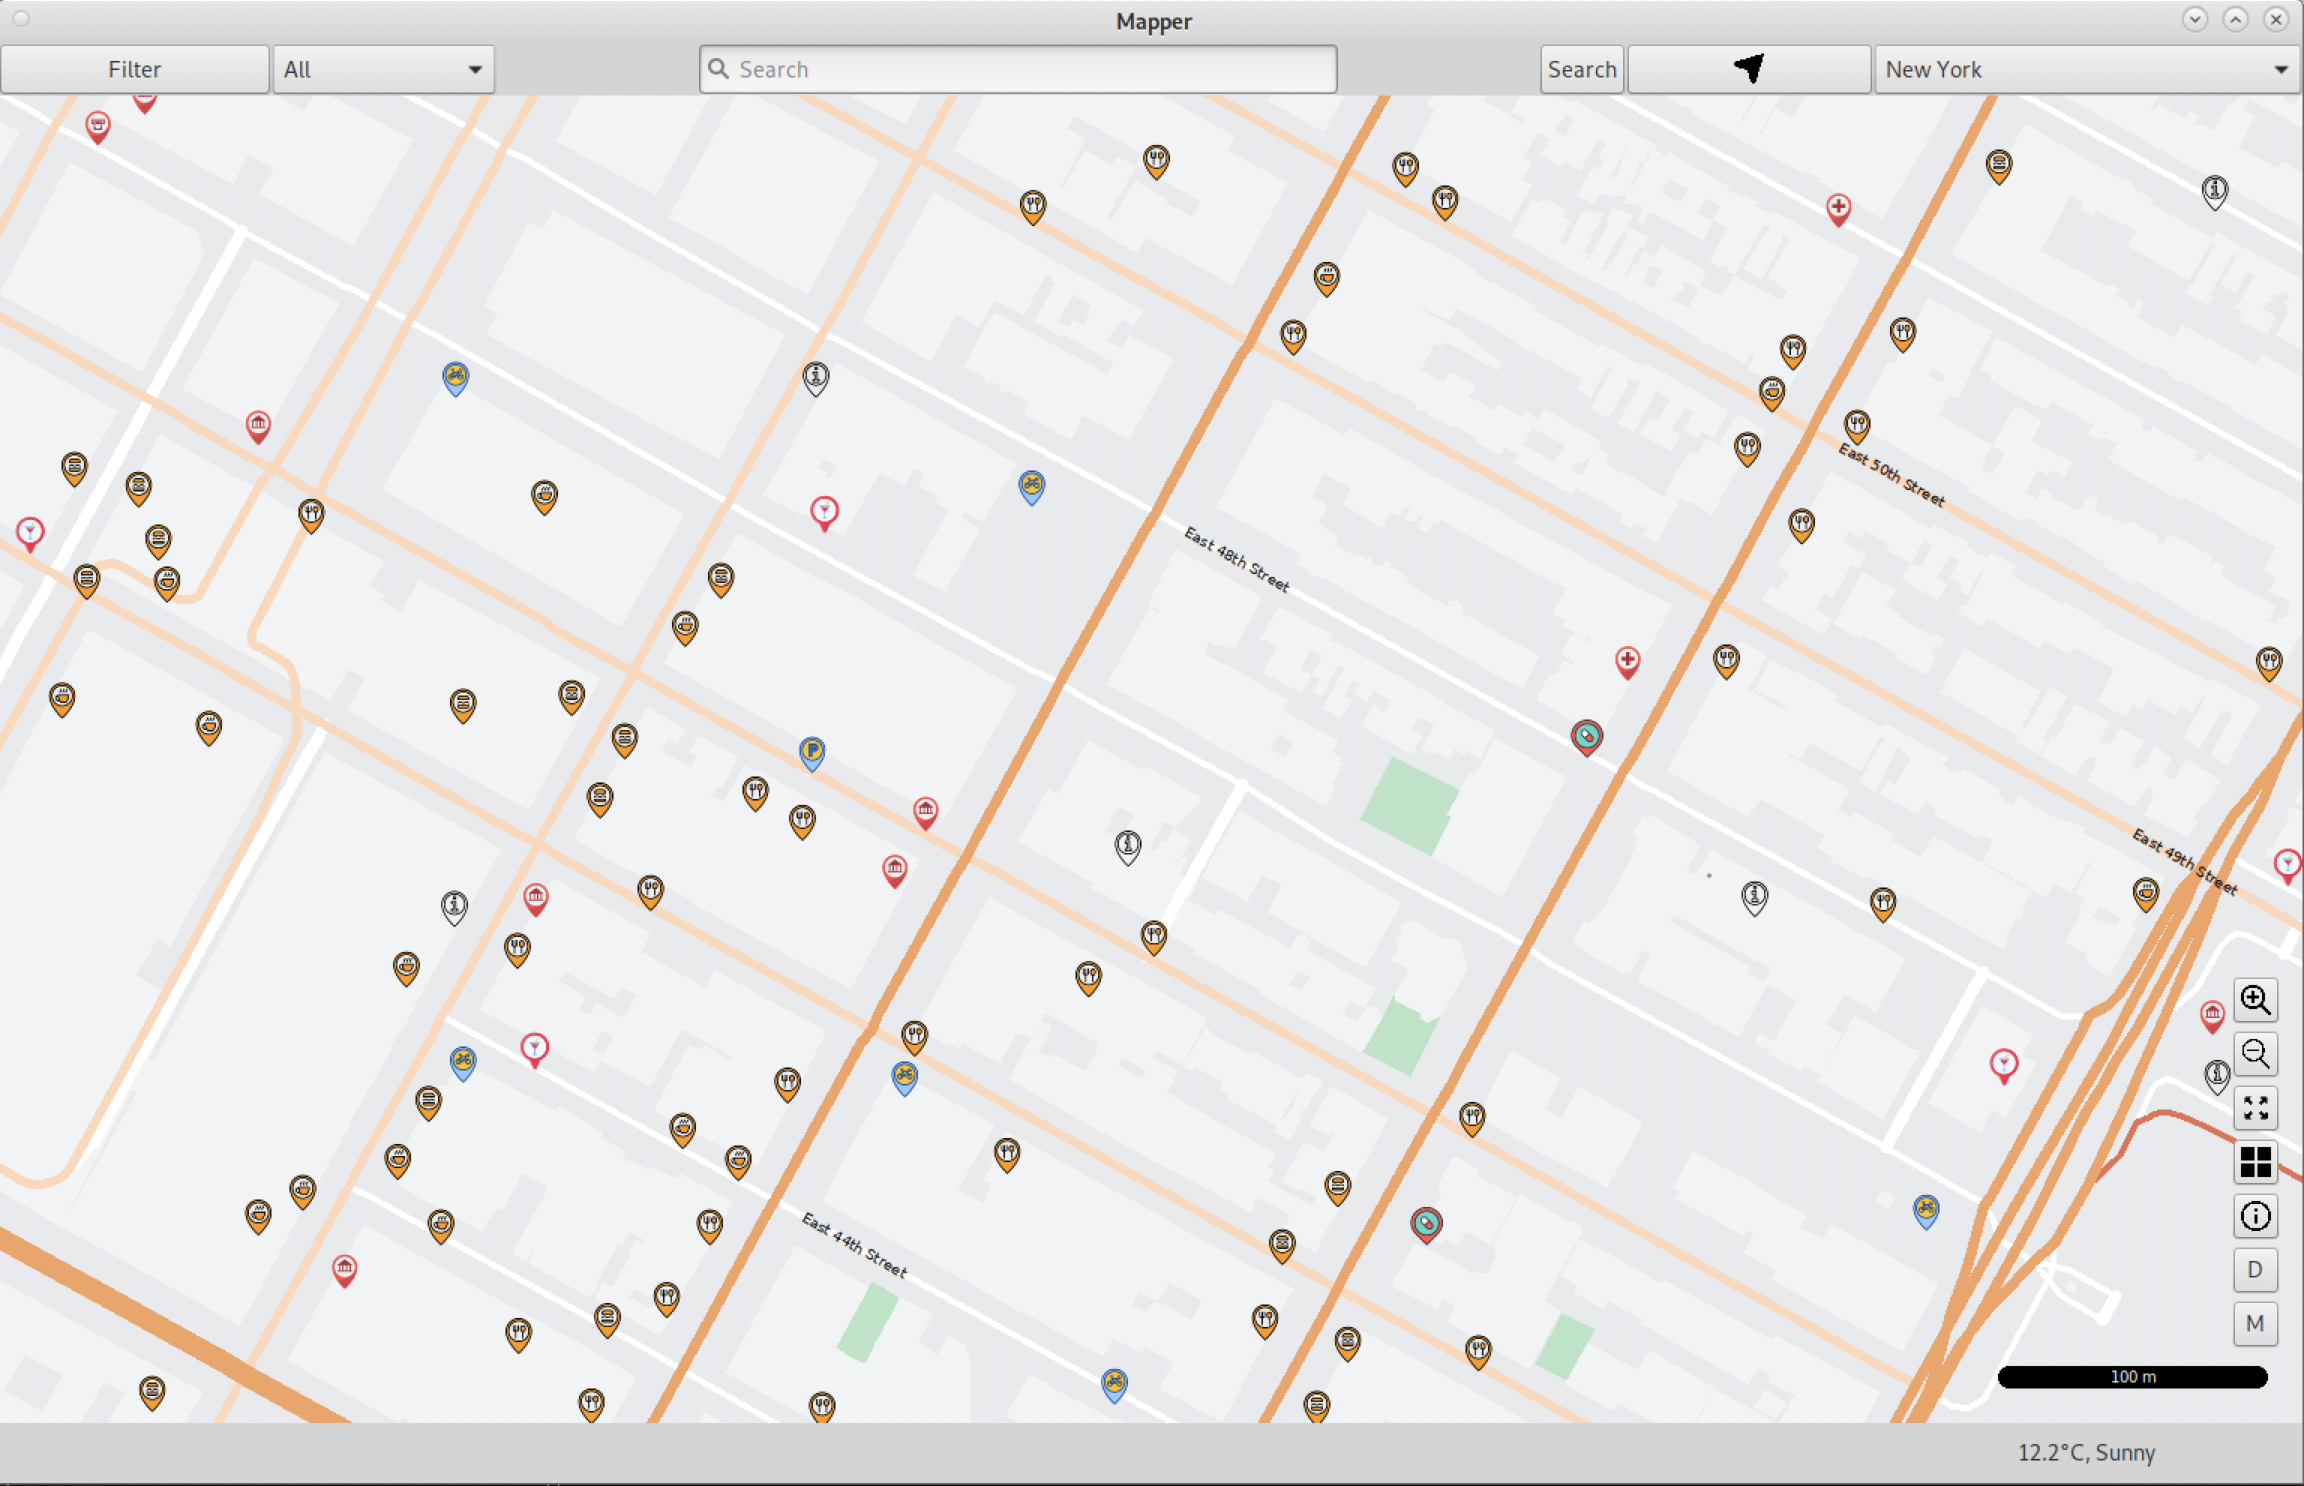 Mapper
Filter
All
Search
Search
New York
East 50th Street
East 48th Street
P
East 49th Street
East 44th Street
D
M
100 m
12.2°C, Sunny